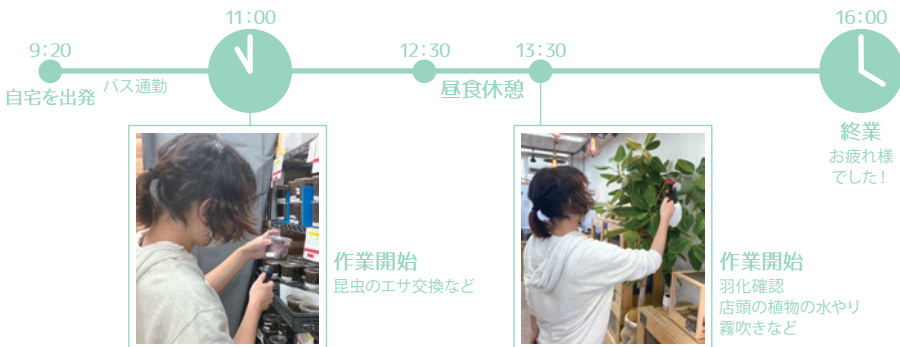 9：20
自宅を出発
バス通勤
11：00
作業開始
昆虫のエサ交換など
12：30
昼食休憩
13：30
作業開始
羽化確認
店頭の植物の水やり
霧吹きなど
16：00
終業
お疲れ様
でした！